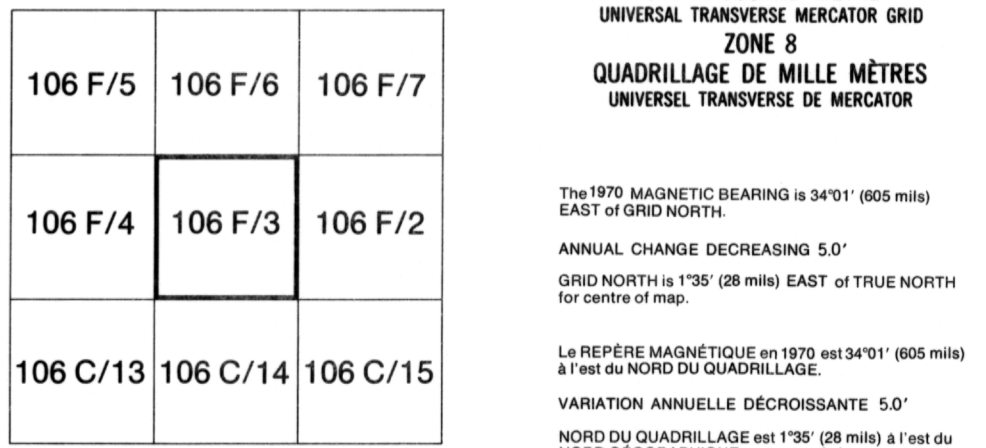 106 F/5 106 F/6 106 F/7
106 F/4 106 F/3 106 F/2
106 C/13 106 C/14 106 C/15
UNIVERSAL TRANSVERSE MERCATOR GRID
ZONE 8
QUADRILLAGE DE MILLE MÈTRES
UNIVERSEL TRANSVERSE DE MERCATOR
The 1970 MAGNETIC BEARING is 34°01′ (605 mils)
EAST of GRID NORTH.
ANNUAL CHANGE DECREASING 5.0′
GRID NORTH is 1°35′ (28 mils) EAST of TRUE NORTH
for centre of map.
Le REPÈRE MAGNÉTIQUE en 1970 est 34°01′ (605 mils)
à l'est du NORD DU QUADRILLAGE.
VARIATION ANNUELLE DÉCROISSANTE 5.0′
NORD DU QUADRILLAGE est 1°35′ (28 mils) à l'est du